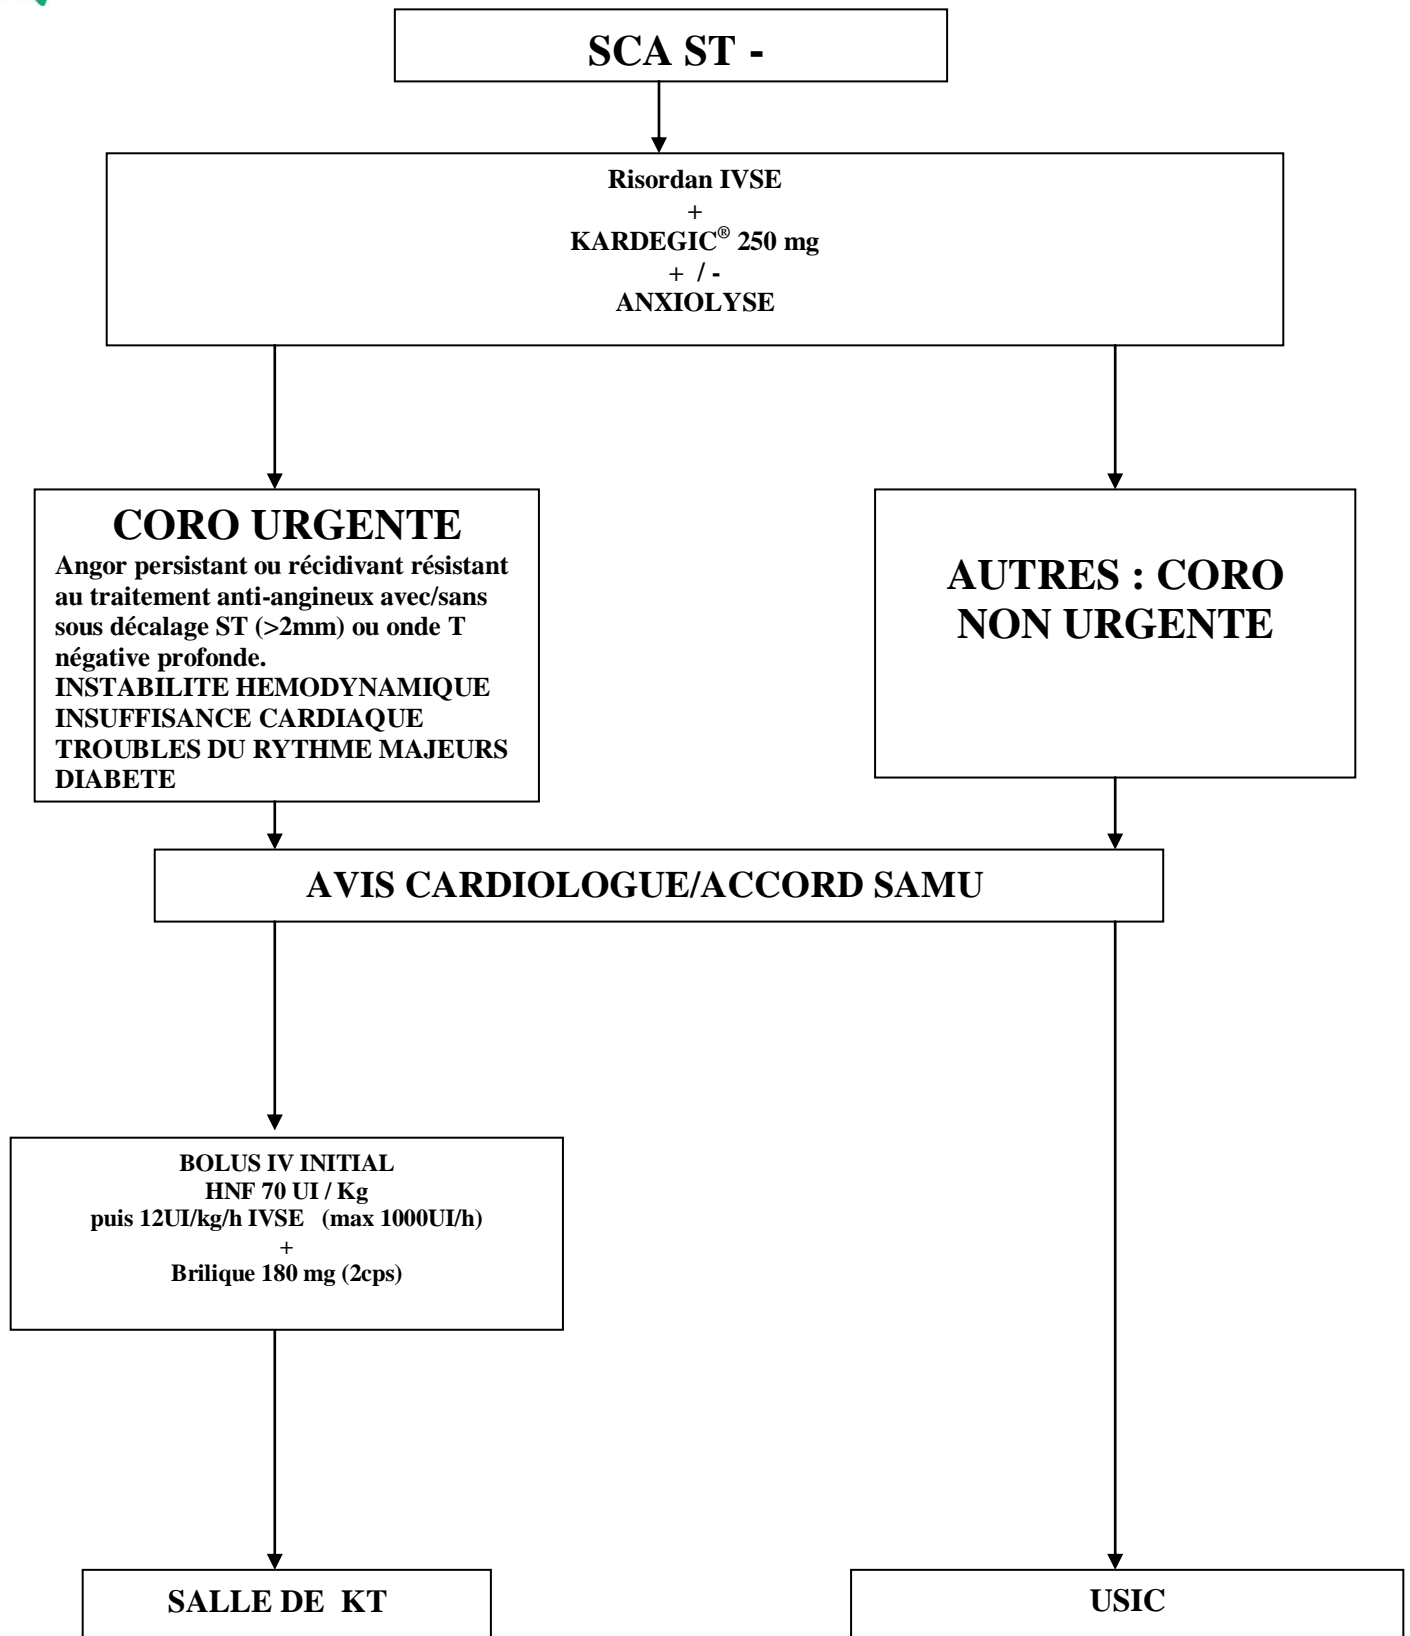 SCA ST -
Risordan IVSE
+
KARDEGIC® 250 mg
+ / -
ANXIOLYSE
CORO URGENTE
Angor persistant ou récidivant résistant
au traitement anti-angineux avec/sans
sous décalage ST (>2mm) ou onde T
négative profonde.
INSTABILITE HEMODYNAMIQUE
INSUFFISANCE CARDIAQUE
TROUBLES DU RYTHME MAJEURS
DIABETE
AUTRES : CORO
NON URGENTE
AVIS CARDIOLOGUE/ACCORD SAMU
BOLUS IV INITIAL
HNF 70 UI / Kg
puis 12UI/kg/h IVSE (max 1000UI/h)
+
Brilique 180 mg (2cps)
SALLE DE KT
USIC